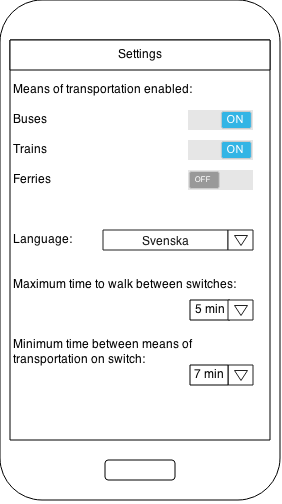 Settings
Means of transportation enabled:
Buses ON
Trains ON
Ferries OFF
Language: Svenska
Maximum time to walk between switches:
5 min
Minimum time between means of
transportation on switch:
7 min